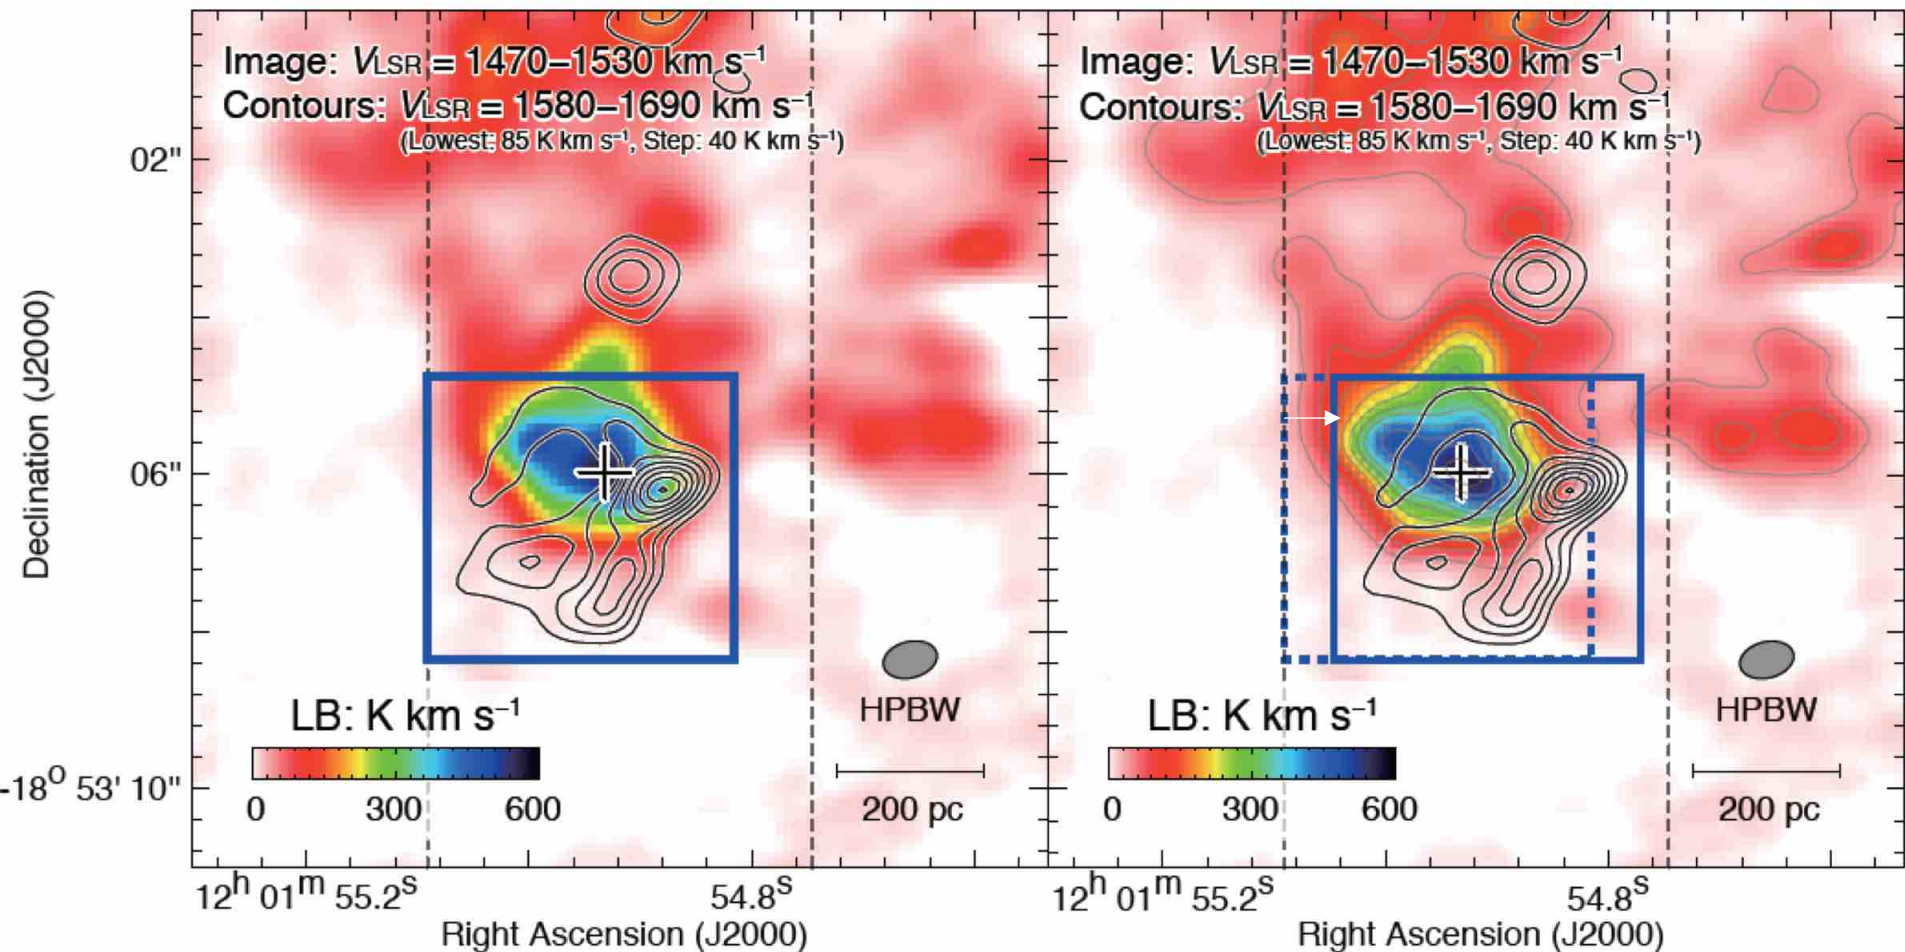 Image: VLSR = 1470–1530 km s⁻¹
Contours: VLSR = 1580–1690 km s⁻¹
(Lowest: 85 K km s⁻¹, Step: 40 K km s⁻¹)
Image: VLSR = 1470–1530 km s⁻¹
Contours: VLSR = 1580–1690 km s⁻¹
(Lowest: 85 K km s⁻¹, Step: 40 K km s⁻¹)
02"
06"
-18° 53' 10"
Declination (J2000)
LB: K km s⁻¹
0 300 600
HPBW
200 pc
LB: K km s⁻¹
0 300 600
HPBW
200 pc
12ʰ 01ᵐ 55.2ˢ 54.8ˢ
Right Ascension (J2000)
12ʰ 01ᵐ 55.2ˢ 54.8ˢ
Right Ascension (J2000)